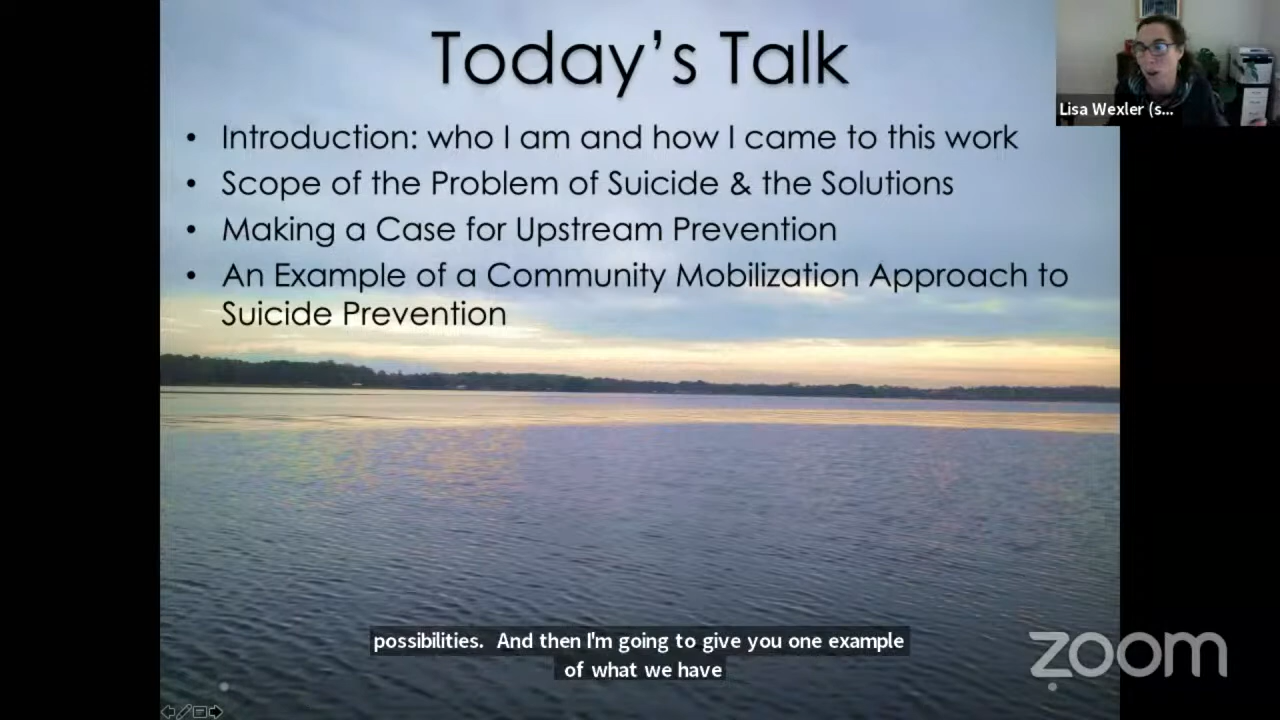 Today's Talk
• Introduction: who I am and how I came to this work
• Scope of the Problem of Suicide & the Solutions
• Making a Case for Upstream Prevention
• An Example of a Community Mobilization Approach to
Suicide Prevention
Lisa Wexler (s...
possibilities. And then I'm going to give you one example
of what we have
zoom